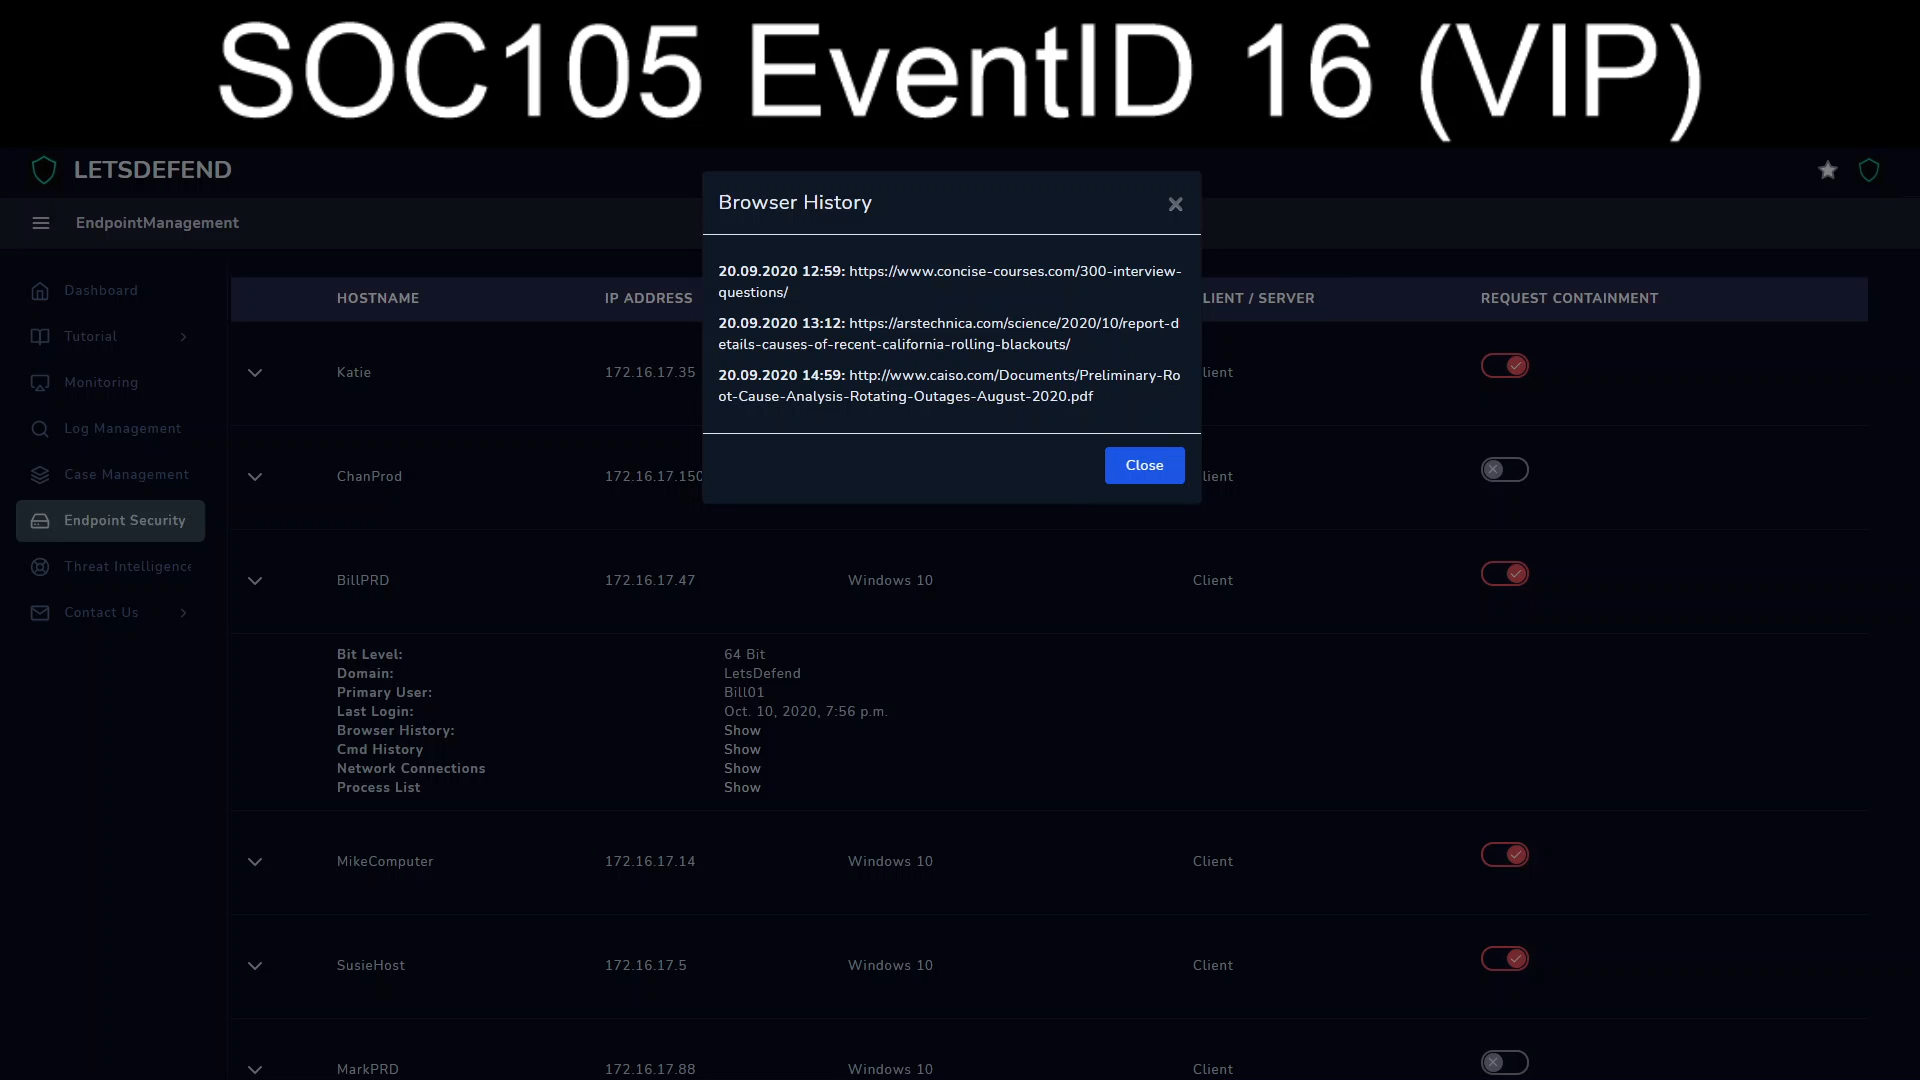 SOC105 EventID 16 (VIP)
LETSDEFEND
EndpointManagement
Dashboard
Tutorial
Monitoring
Log Management
Case Management
Endpoint Security
Threat Intelligence
Contact Us
Browser History
20.09.2020 12:59: https://www.concise-courses.com/300-interview-
questions/
20.09.2020 13:12: https://arstechnica.com/science/2020/10/report-d
etails-causes-of-recent-california-rolling-blackouts/
20.09.2020 14:59: http://www.caiso.com/Documents/Preliminary-Ro
ot-Cause-Analysis-Rotating-Outages-August-2020.pdf
Close
HOSTNAME IP ADDRESS LIENT / SERVER REQUEST CONTAINMENT
Katie 172.16.17.35 lient
ChanProd 172.16.17.150 lient
BillPRD 172.16.17.47 Windows 10 Client
Bit Level: 64 Bit
Domain: LetsDefend
Primary User: Bill01
Last Login: Oct. 10, 2020, 7:56 p.m.
Browser History: Show
Cmd History Show
Network Connections Show
Process List Show
MikeComputer 172.16.17.14 Windows 10 Client
SusieHost 172.16.17.5 Windows 10 Client
MarkPRD 172.16.17.88 Windows 10 Client